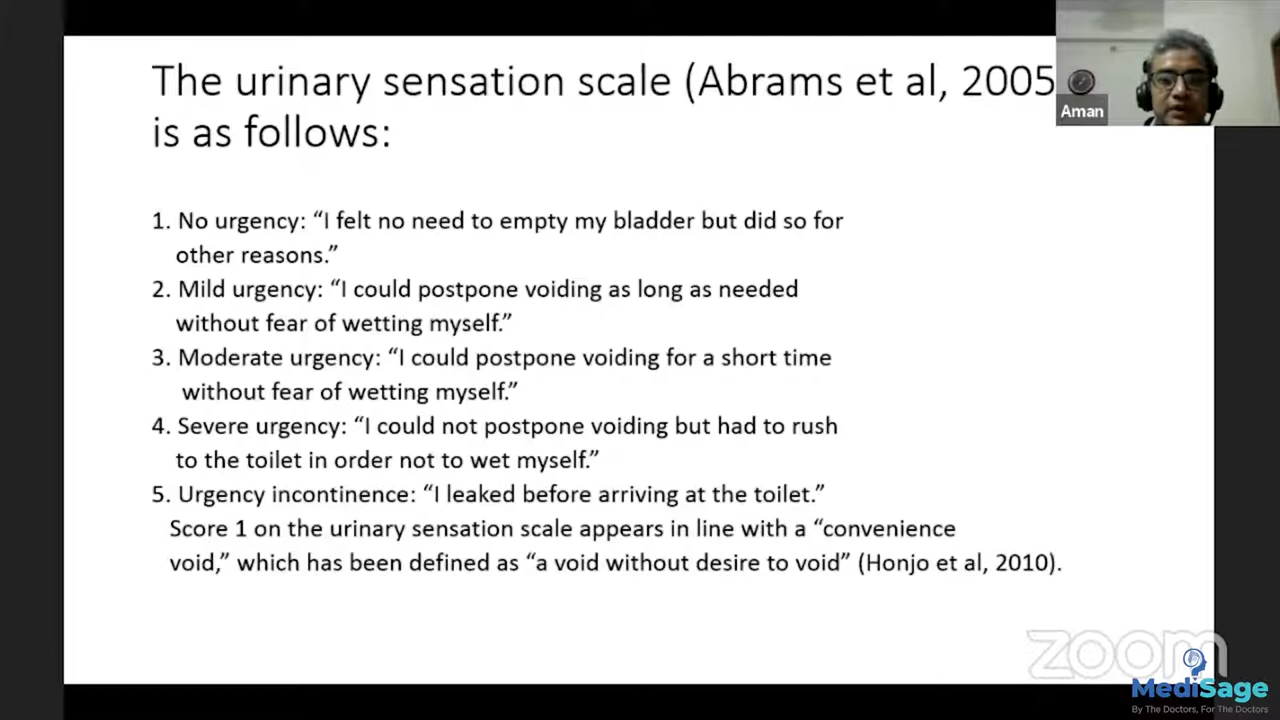 The urinary sensation scale (Abrams et al, 2005
is as follows:
Aman
1. No urgency: “I felt no need to empty my bladder but did so for
other reasons.”
2. Mild urgency: “I could postpone voiding as long as needed
without fear of wetting myself.”
3. Moderate urgency: “I could postpone voiding for a short time
without fear of wetting myself.”
4. Severe urgency: “I could not postpone voiding but had to rush
to the toilet in order not to wet myself.”
5. Urgency incontinence: “I leaked before arriving at the toilet.”
Score 1 on the urinary sensation scale appears in line with a “convenience
void,” which has been defined as “a void without desire to void” (Honjo et al, 2010).
zoom
MediSage
By The Doctors, For The Doctors